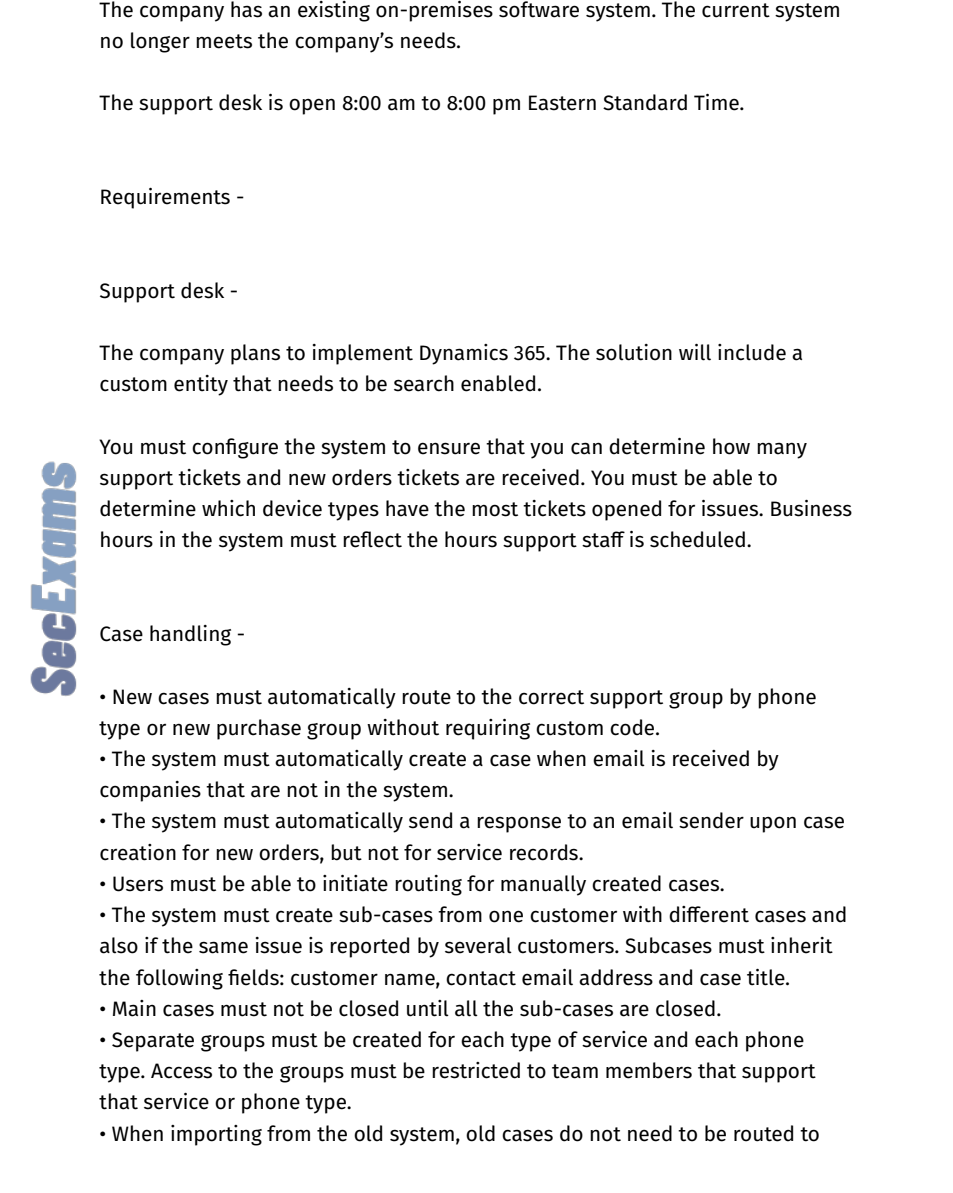 The company has an existing on-premises software system. The current system
no longer meets the company’s needs.
The support desk is open 8:00 am to 8:00 pm Eastern Standard Time.
Requirements -
Support desk -
The company plans to implement Dynamics 365. The solution will include a
custom entity that needs to be search enabled.
You must configure the system to ensure that you can determine how many
support tickets and new orders tickets are received. You must be able to
determine which device types have the most tickets opened for issues. Business
hours in the system must reflect the hours support staff is scheduled.
SecExams
Case handling -
• New cases must automatically route to the correct support group by phone
type or new purchase group without requiring custom code.
• The system must automatically create a case when email is received by
companies that are not in the system.
• The system must automatically send a response to an email sender upon case
creation for new orders, but not for service records.
• Users must be able to initiate routing for manually created cases.
• The system must create sub-cases from one customer with different cases and
also if the same issue is reported by several customers. Subcases must inherit
the following fields: customer name, contact email address and case title.
• Main cases must not be closed until all the sub-cases are closed.
• Separate groups must be created for each type of service and each phone
type. Access to the groups must be restricted to team members that support
that service or phone type.
• When importing from the old system, old cases do not need to be routed to